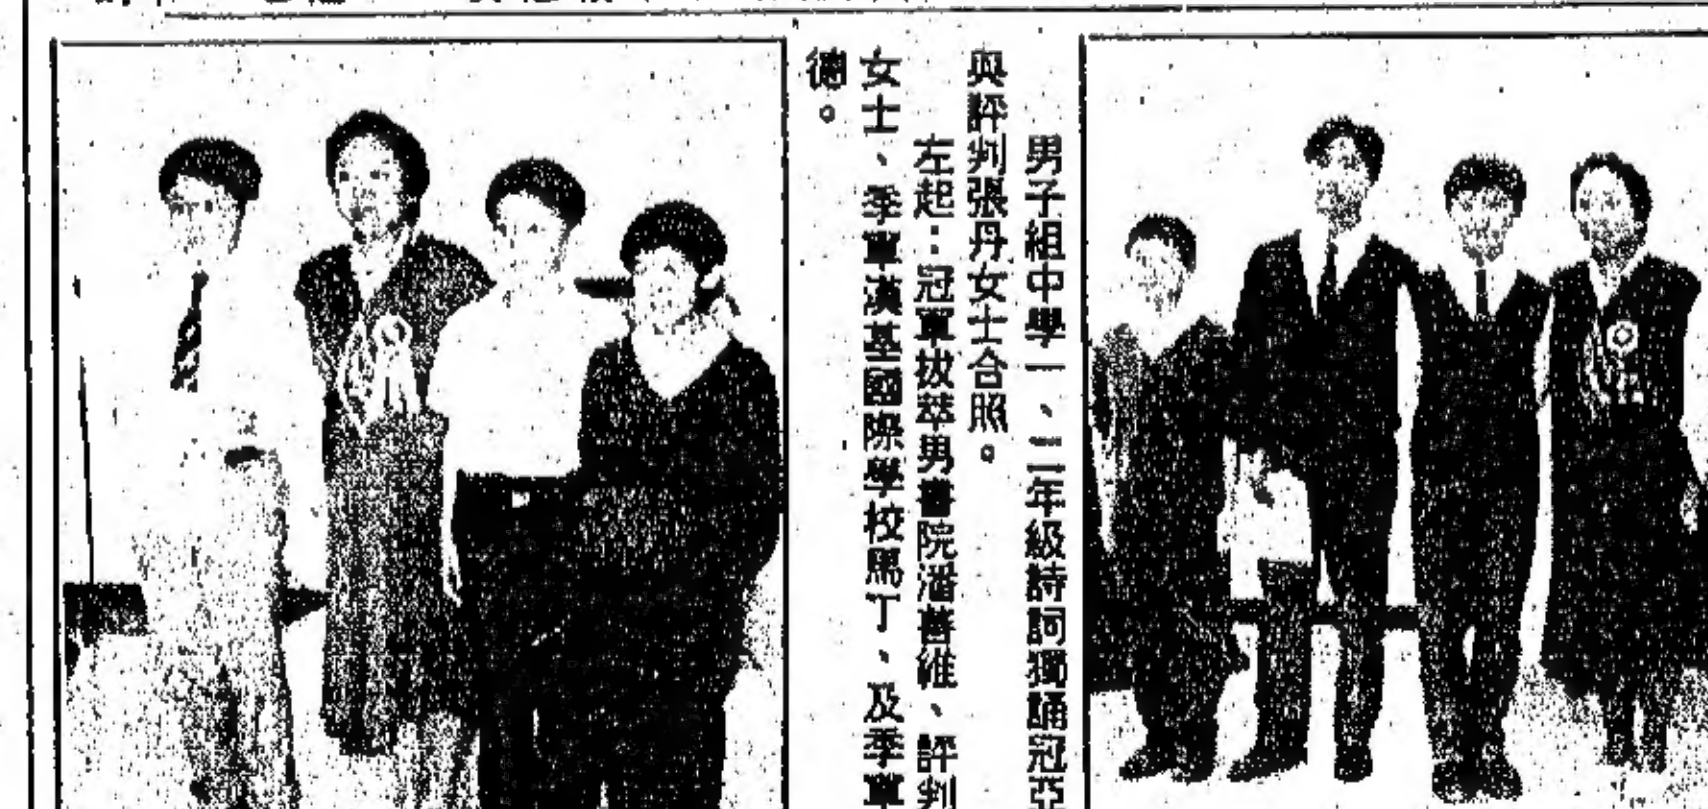 男子組中學一、二年級詩詞獨誦冠亞
與評判張丹女士合照。
左起：冠軍拔萃男書院潘善維、評判
女士、季軍漢基國際學校馬丁、及季軍
德。